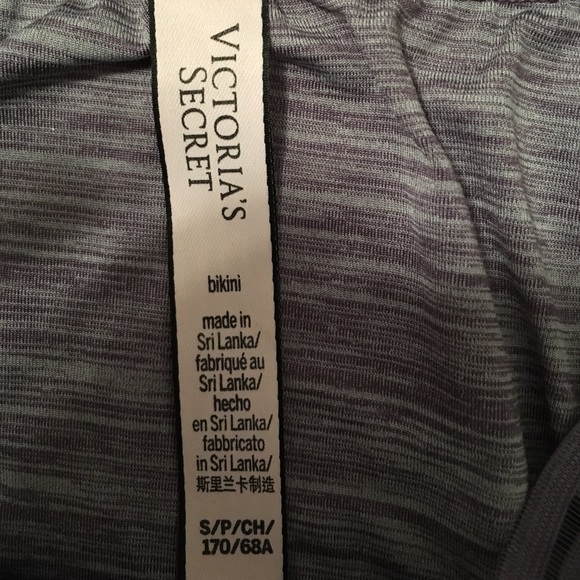 VICTORIA'S
SECRET
bikini
made in
Sri Lanka/
fabriqué au
Sri Lanka/
hecho
en Sri Lanka/
fabbricato
in Sri Lanka/
斯里兰卡制造
S/P/CH/
170/68A